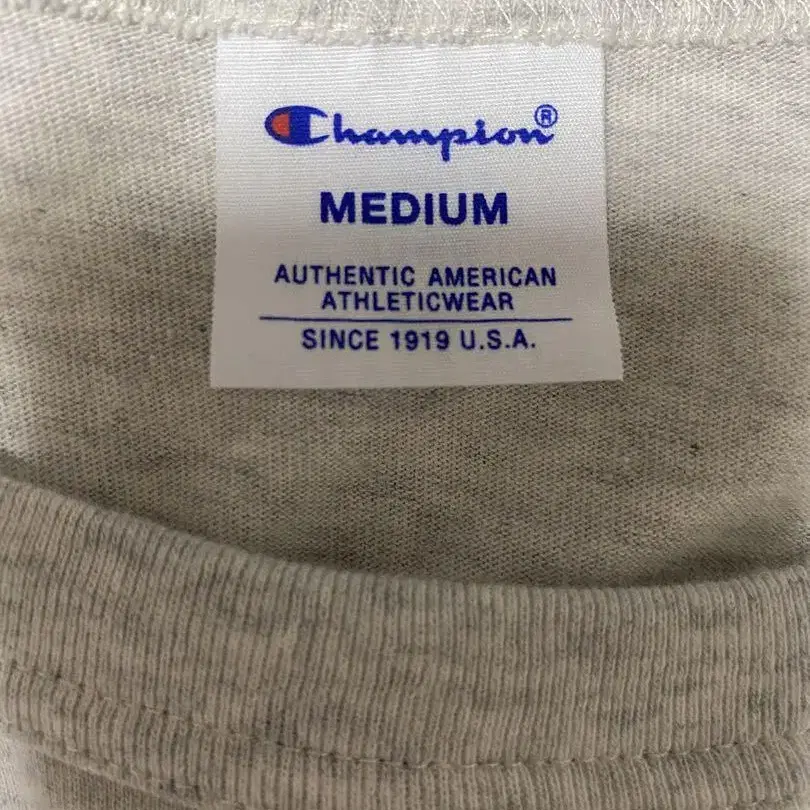 Champion®
MEDIUM
AUTHENTIC AMERICAN
ATHLETICWEAR
SINCE 1919 U.S.A.